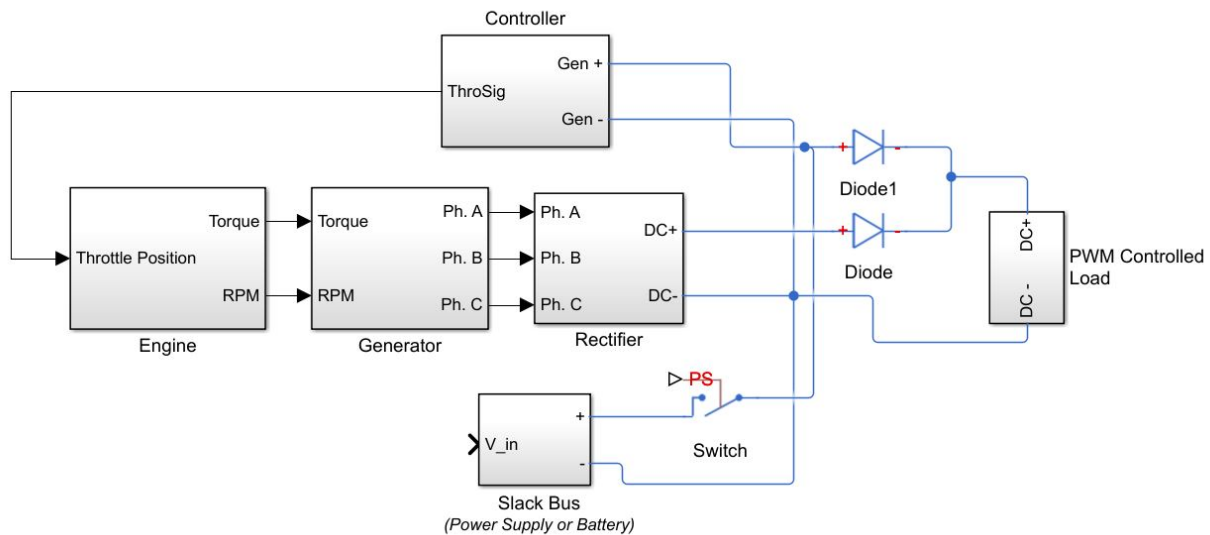 Controller
Gen +
ThroSig
Gen -
+ -
Diode1
Torque
Torque
Ph. A
Ph. A
DC+
+ -
Diode
DC+
Throttle Position
Ph. B
Ph. B
PWM Controlled
Load
RPM
RPM
Ph. C
Ph. C
DC-
DC -
Engine
Generator
Rectifier
PS
+
V_in
Switch
-
Slack Bus
(Power Supply or Battery)